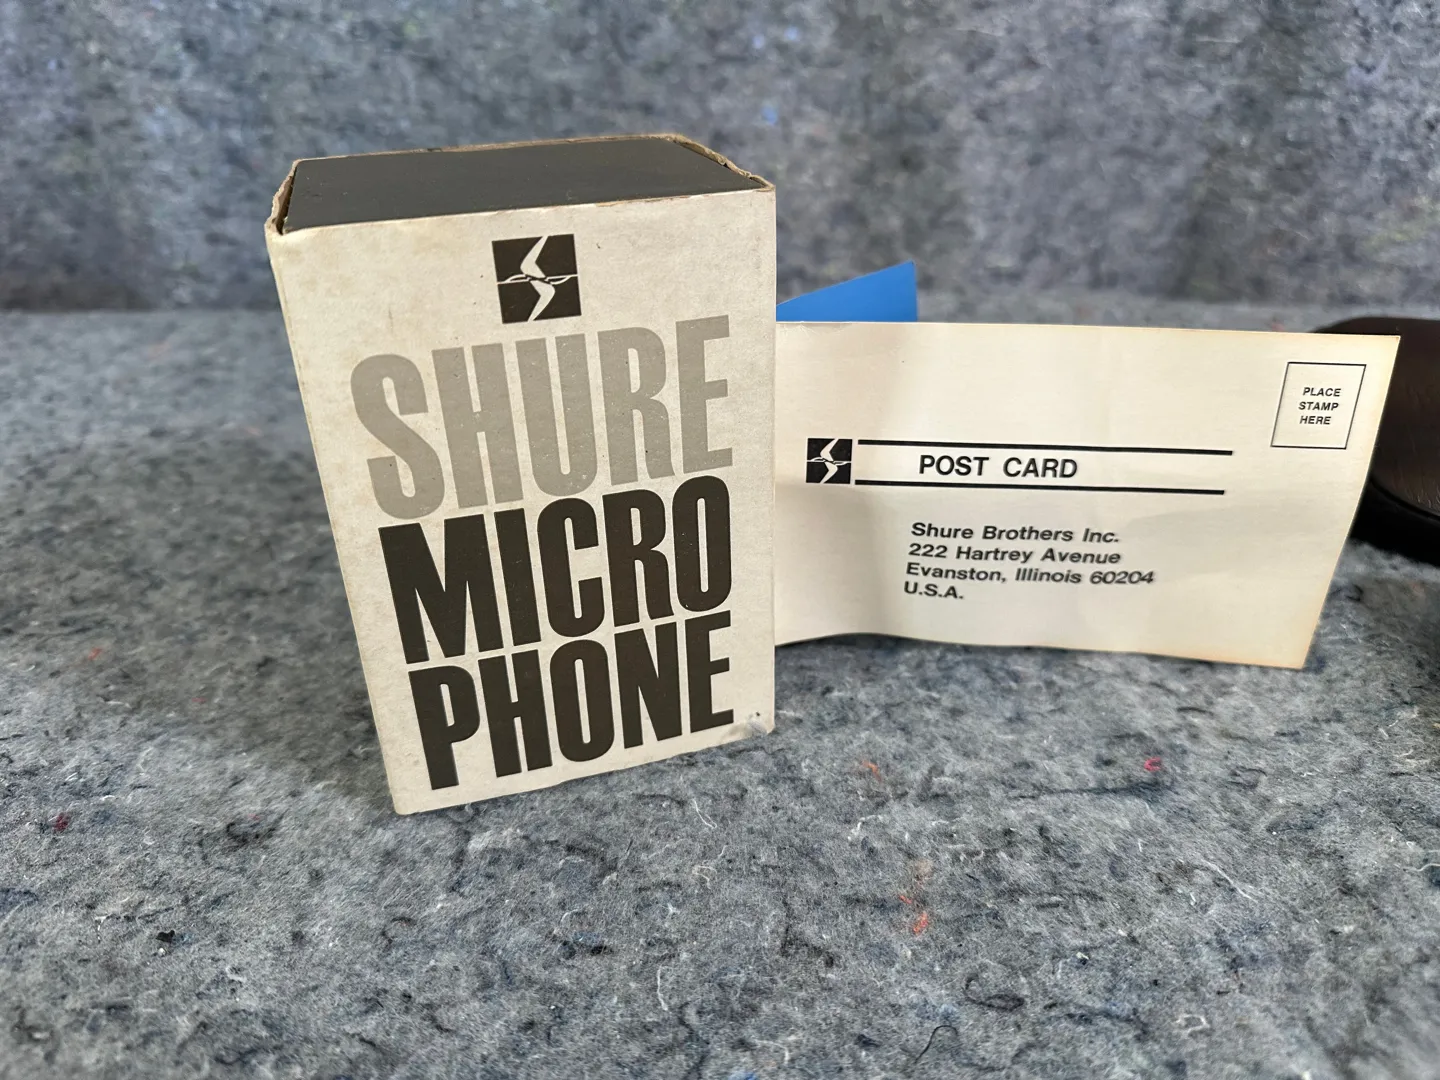 SHURE
MICRO
PHONE
PLACE
STAMP
HERE
POST CARD
Shure Brothers Inc.
222 Hartrey Avenue
Evanston, Illinois 60204
U.S.A.